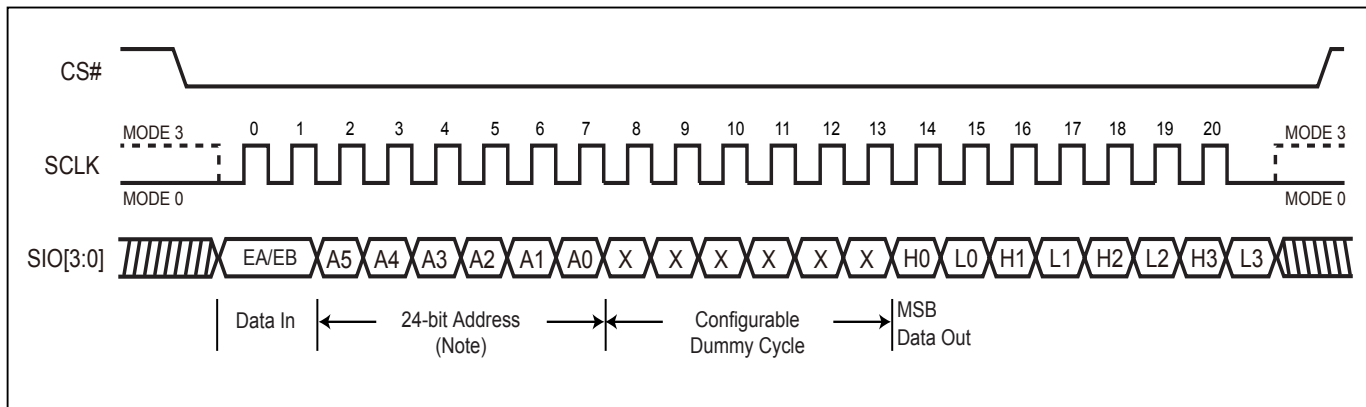 CS#
MODE 3
0 1 2 3 4 5 6 7 8 9 10 11 12 13 14 15 16 17 18 19 20
MODE 3
SCLK
MODE 0
MODE 0
SIO[3:0]
EA/EB A5 A4 A3 A2 A1 A0 X X X X X X H0 L0 H1 L1 H2 L2 H3 L3
Data In
24-bit Address
(Note)
Configurable
Dummy Cycle
MSB
Data Out